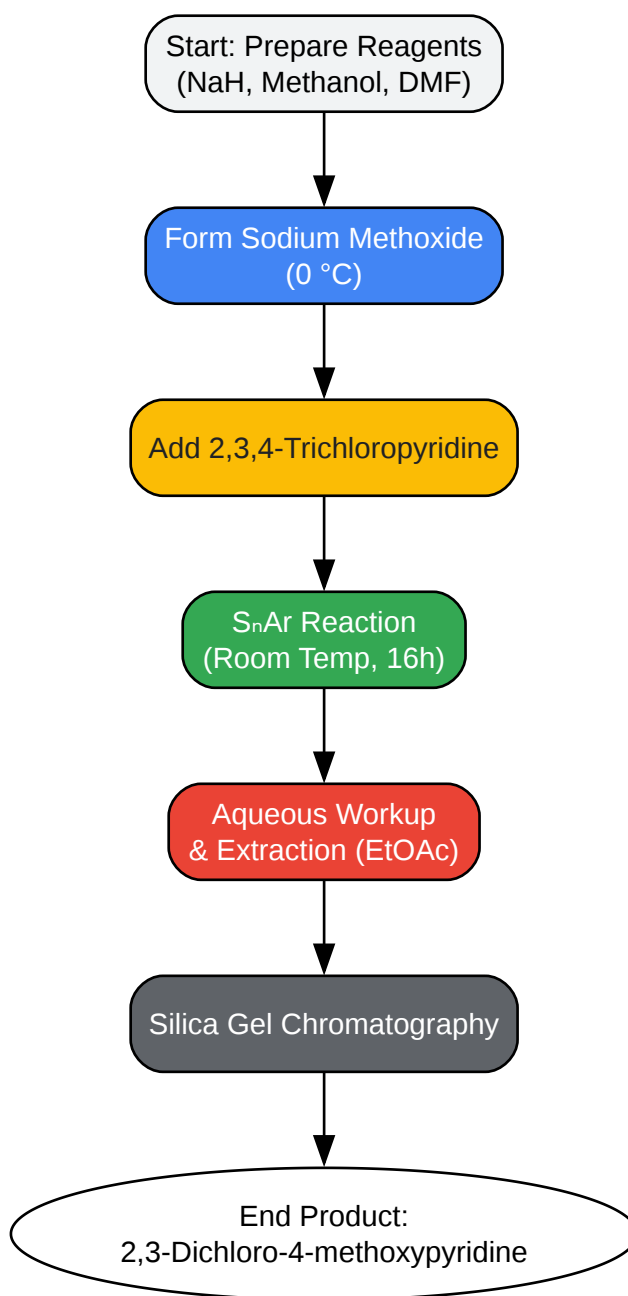 Start: Prepare Reagents
(NaH, Methanol, DMF)
Form Sodium Methoxide
(0 °C)
Add 2,3,4-Trichloropyridine
SₙAr Reaction
(Room Temp, 16h)
Aqueous Workup
& Extraction (EtOAc)
Silica Gel Chromatography
End Product:
2,3-Dichloro-4-methoxypyridine